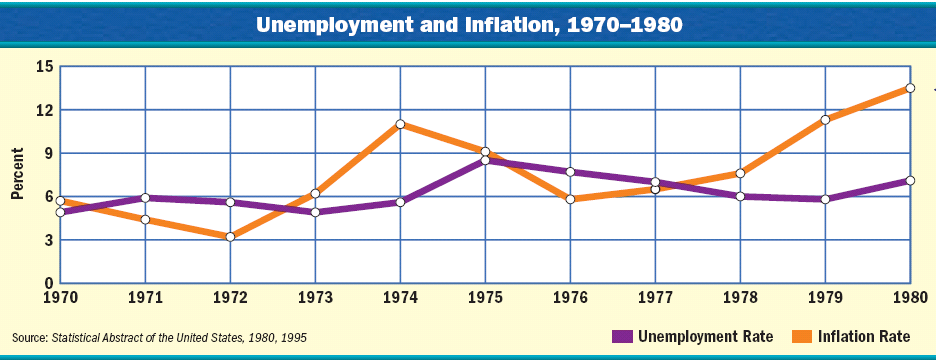 Unemployment and Inflation, 1970–1980
Percent
15
12
9
6
3
0
1970 1971 1972 1973 1974 1975 1976 1977 1978 1979 1980
Source: Statistical Abstract of the United States, 1980, 1995
Unemployment Rate Inflation Rate